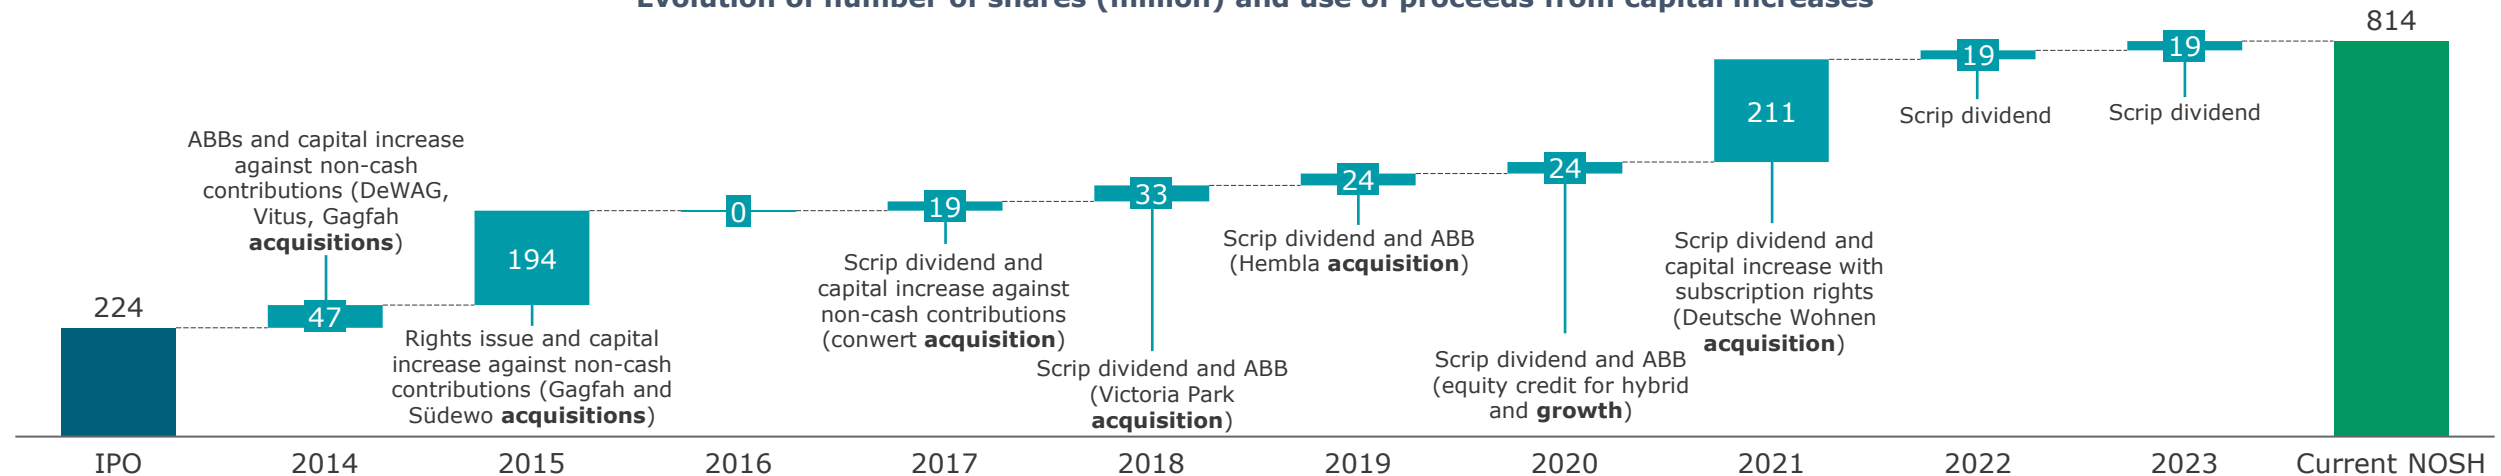 Evolution of number of shares (million) and use of proceeds from capital increases
224
ABBs and capital increase
against non-cash
contributions (DeWAG,
Vitus, Gagfah
acquisitions)
47
194
Rights issue and capital
increase against non-cash
contributions (Gagfah and
Südewo acquisitions)
0
19
Scrip dividend and
capital increase against
non-cash contributions
(conwert acquisition)
33
Scrip dividend and ABB
(Victoria Park
acquisition)
24
Scrip dividend and ABB
(Hembla acquisition)
24
Scrip dividend and ABB
(equity credit for hybrid
and growth)
211
Scrip dividend and
capital increase with
subscription rights
(Deutsche Wohnen
acquisition)
19
Scrip dividend
19
Scrip dividend
814
IPO 2014 2015 2016 2017 2018 2019 2020 2021 2022 2023 Current NOSH